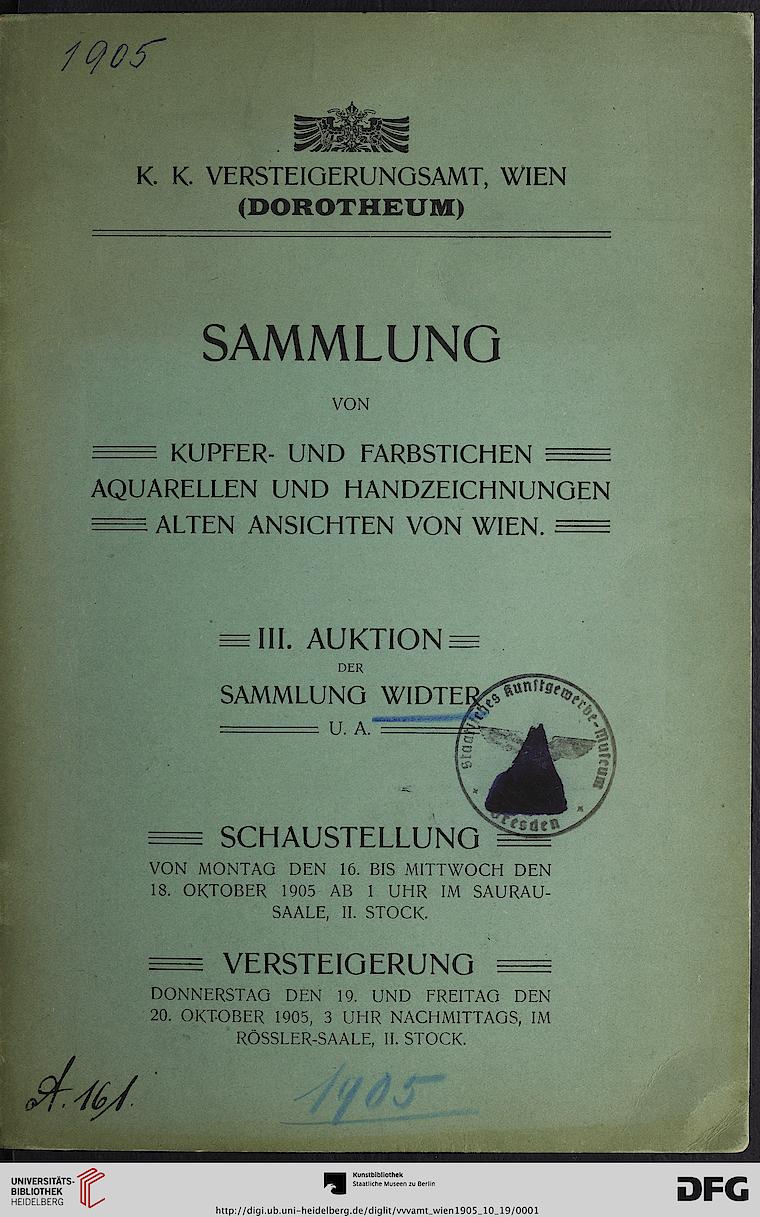 1905
K. K. VERSTEIGERUNGSAMT, WIEN
(DOROTHEUM)
SAMMLUNG
VON
KUPFER- UND FARBSTICHEN
AQUARELLEN UND HANDZEICHNUNGEN
ALTEN ANSICHTEN VON WIEN.
III. AUKTION
DER
SAMMLUNG WIDTER
U. A.
Staatliches Kunstgewerbe-Museum
Dresden
SCHAUSTELLUNG
VON MONTAG DEN 16. BIS MITTWOCH DEN
18. OKTOBER 1905 AB 1 UHR IM SAURAU-
SAALE, II. STOCK.
VERSTEIGERUNG
DONNERSTAG DEN 19. UND FREITAG DEN
20. OKTOBER 1905, 3 UHR NACHMITTAGS, IM
RÖSSLER-SAALE, II. STOCK.
A. 161.
1905
UNIVERSITÄTS-
BIBLIOTHEK
HEIDELBERG
Kunstbibliothek
Staatliche Museen zu Berlin
DFG
http://digi.ub.uni-heidelberg.de/diglit/vvvamt_wien1905_10_19/0001